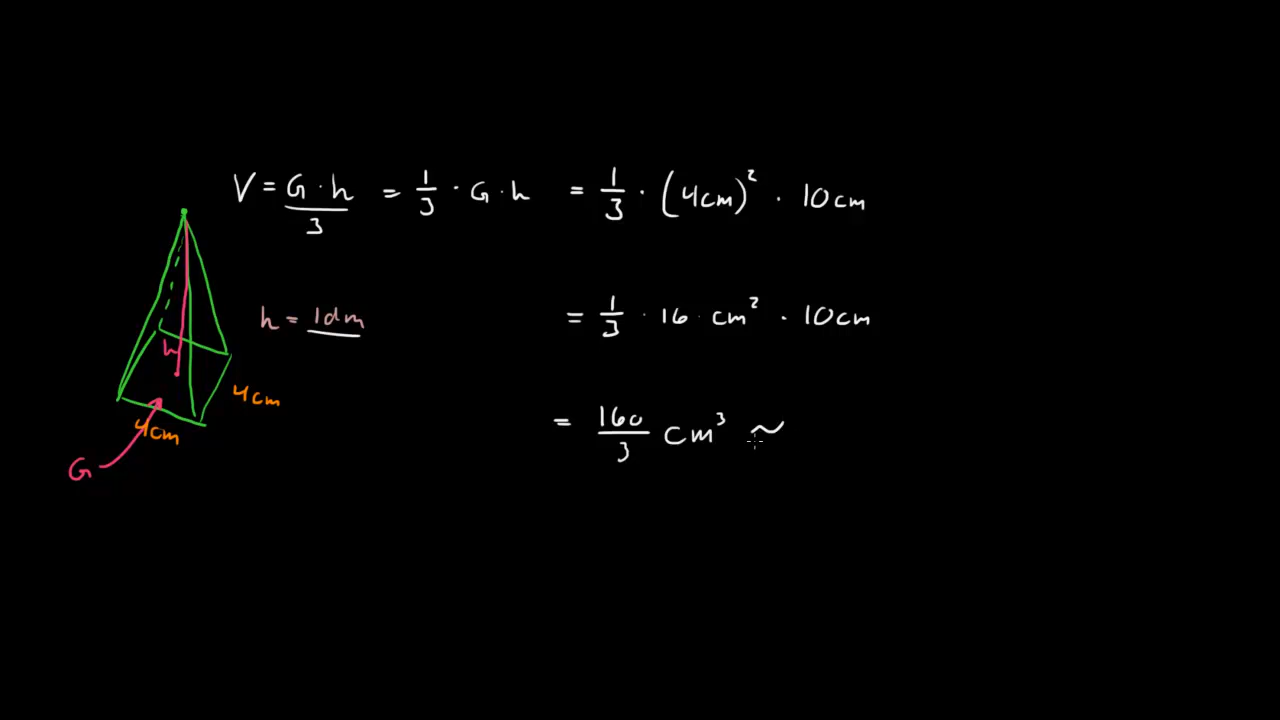 V = G · h / 3 = 1/3 · G · h = 1/3 · (4cm)² · 10cm
h = 1dm
= 1/3 · 16 · cm² · 10cm
h
4cm
4cm
= 160/3 cm³ ≈
G